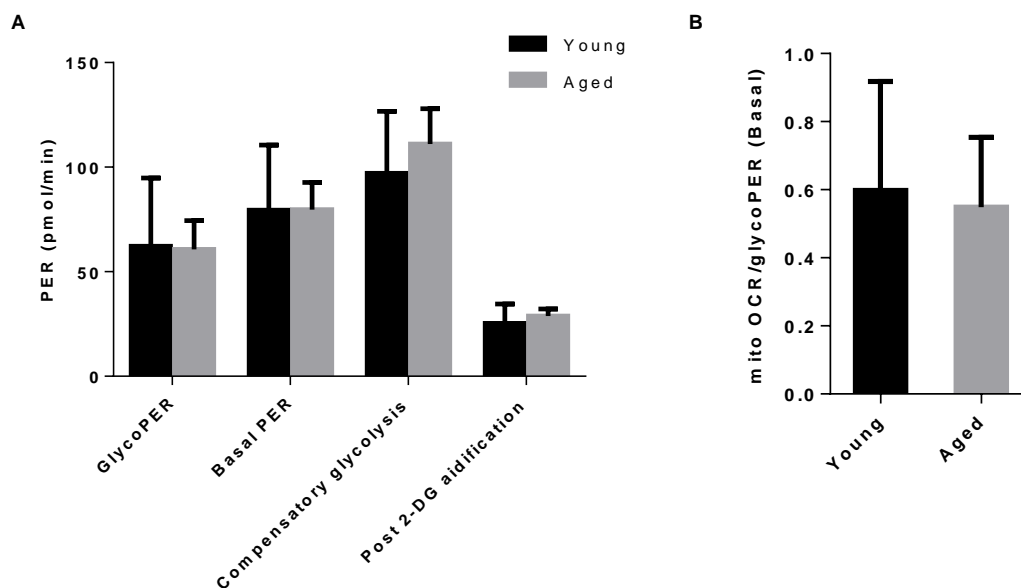 A
Young
Aged
PER (pmol/min)
150
100
50
0
GlycoPER
Basal PER
Compensatory glycolysis
Post 2-DG aidification
B
mito OCR/glycoPER (Basal)
1.0
0.8
0.6
0.4
0.2
0.0
Young
Aged